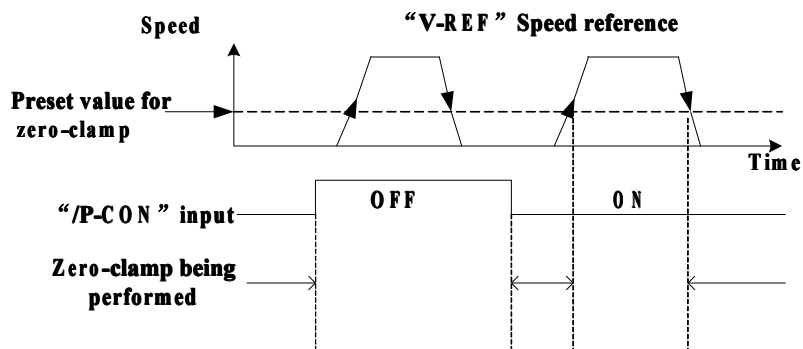 Speed
“V-REF” Speed reference
Preset value for
zero-clamp
Time
“/P-CON” input
OFF
ON
Zero-clamp being
performed